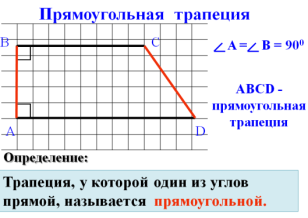 Прямоугольная трапеция
B
C
∠ A = ∠ B = 90⁰
ABCD -
прямоугольная
трапеция
A
D
Определение:
Трапеция, у которой один из углов
прямой, называется прямоугольной.